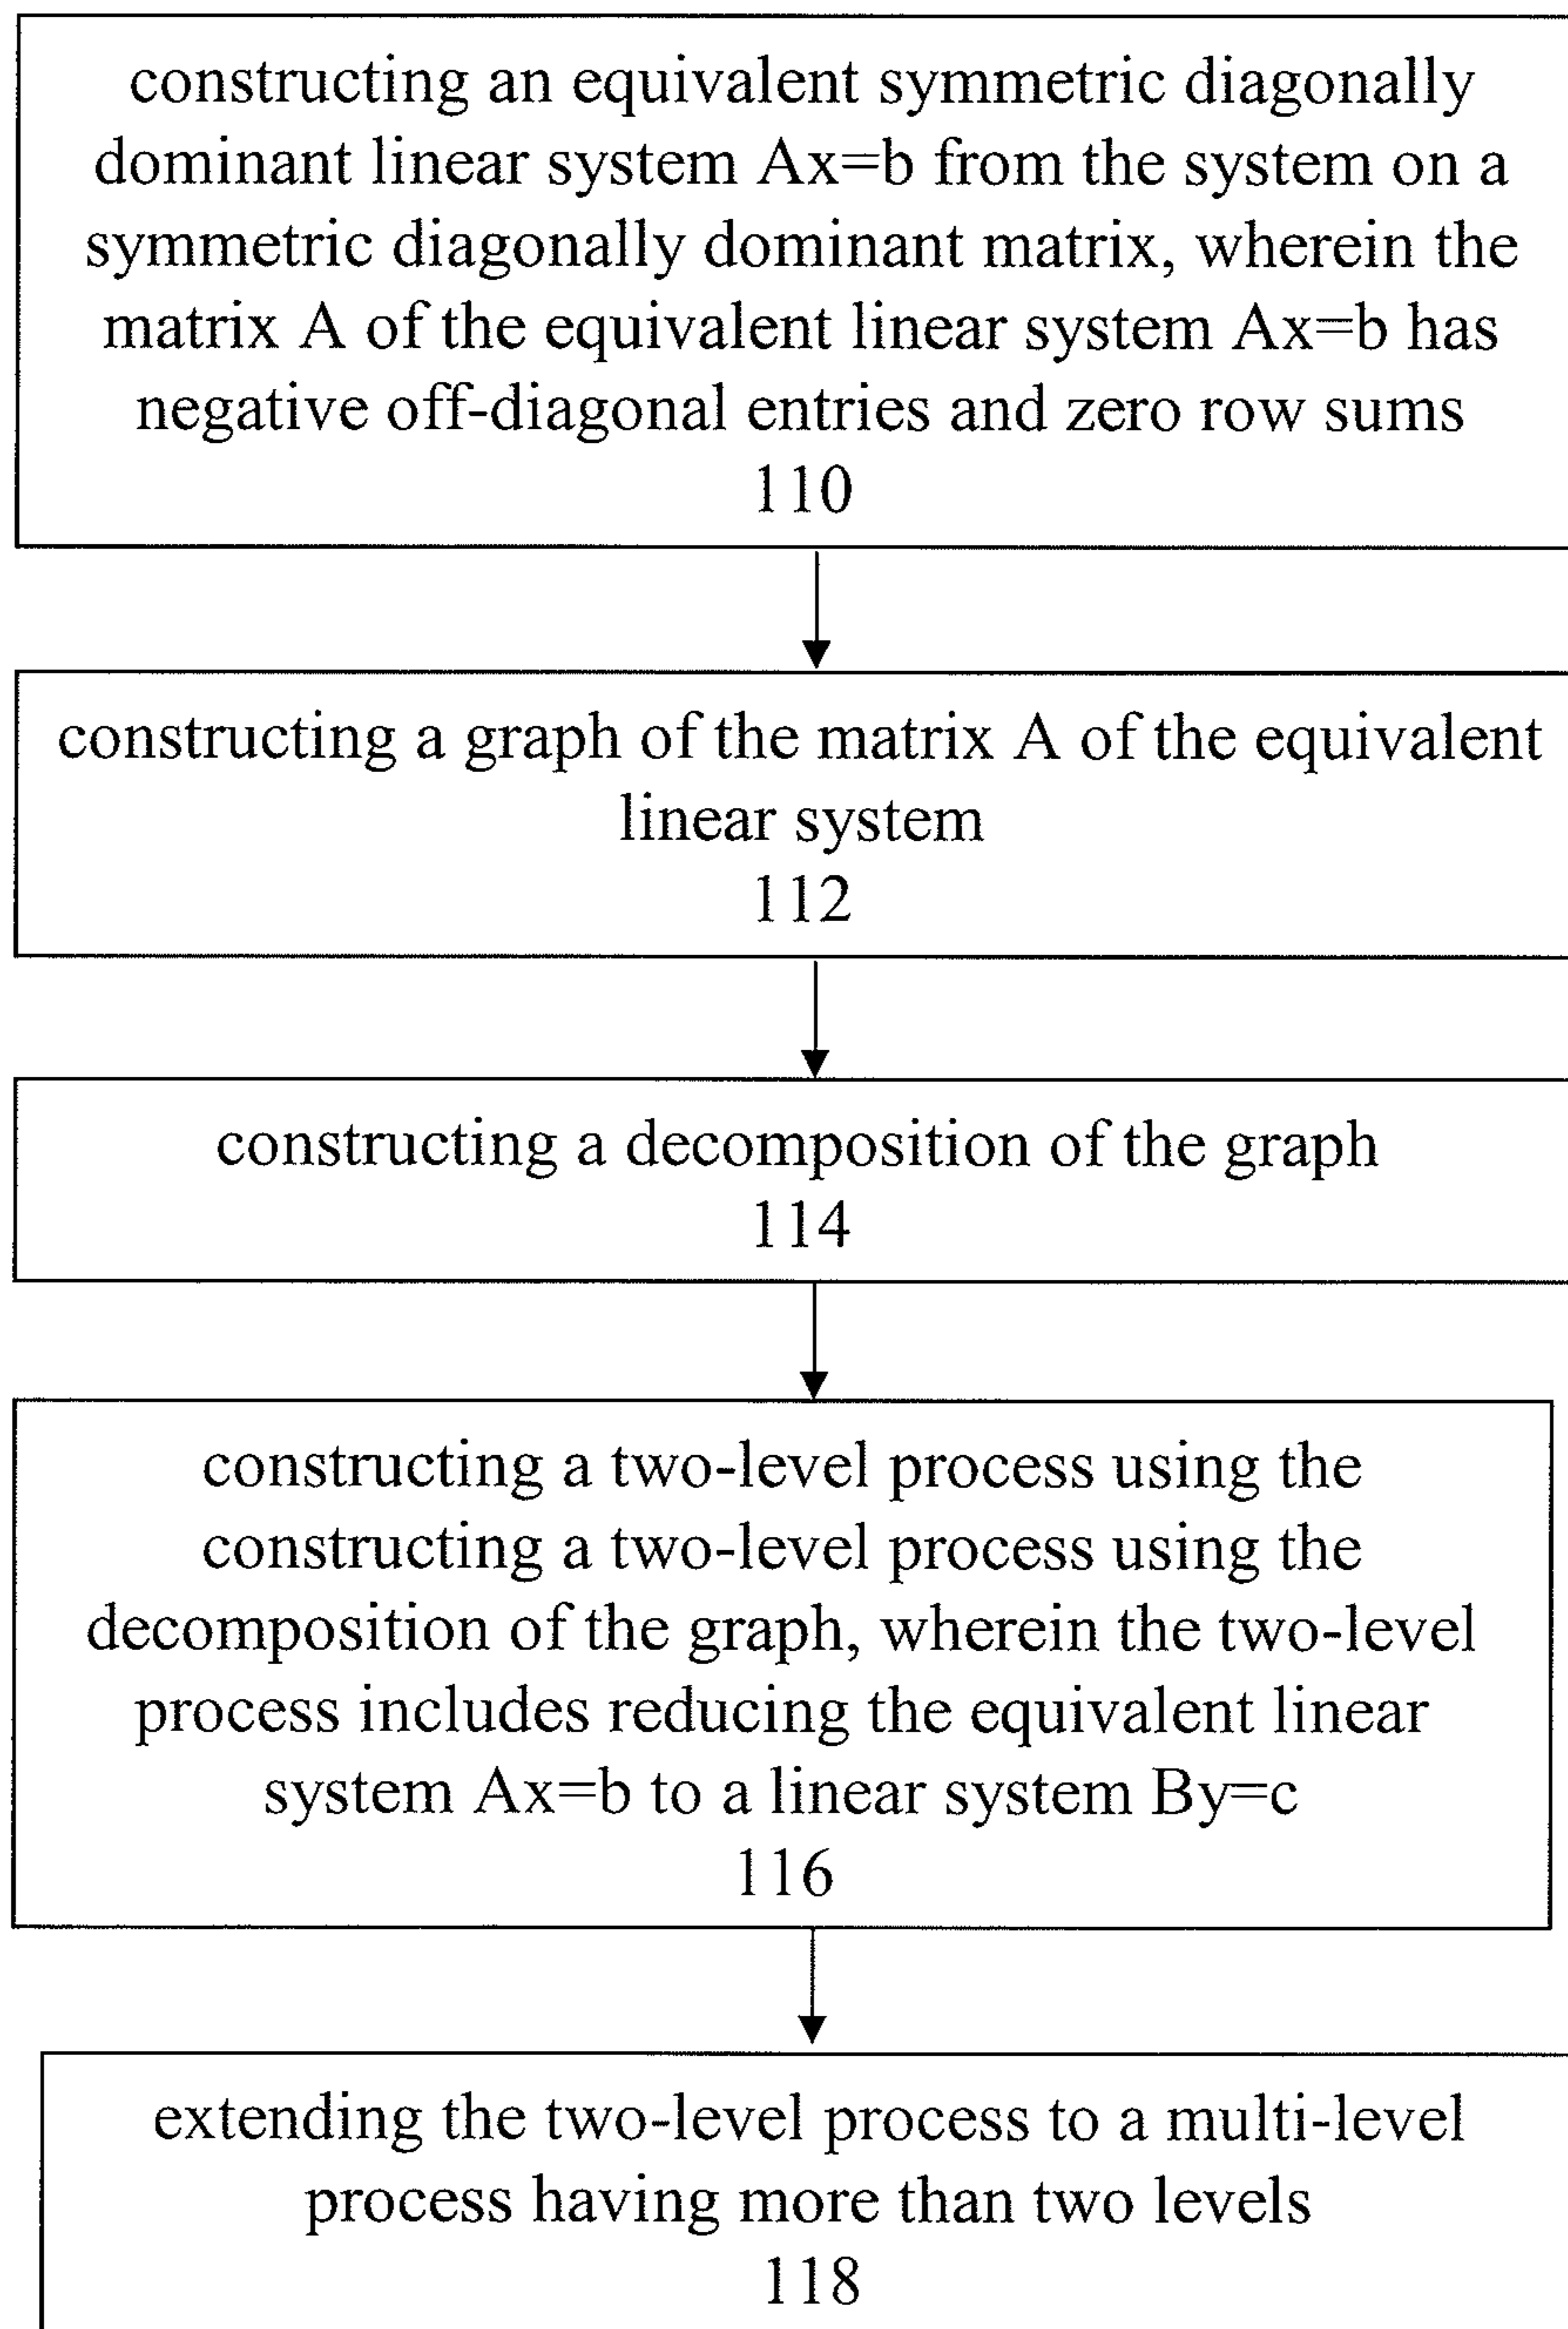 constructing an equivalent symmetric diagonally
dominant linear system Ax=b from the system on a
symmetric diagonally dominant matrix, wherein the
matrix A of the equivalent linear system Ax=b has
negative off-diagonal entries and zero row sums
110
constructing a graph of the matrix A of the equivalent
linear system
112
constructing a decomposition of the graph
114
constructing a two-level process using the
constructing a two-level process using the
decomposition of the graph, wherein the two-level
process includes reducing the equivalent linear
system Ax=b to a linear system By=c
116
extending the two-level process to a multi-level
process having more than two levels
118